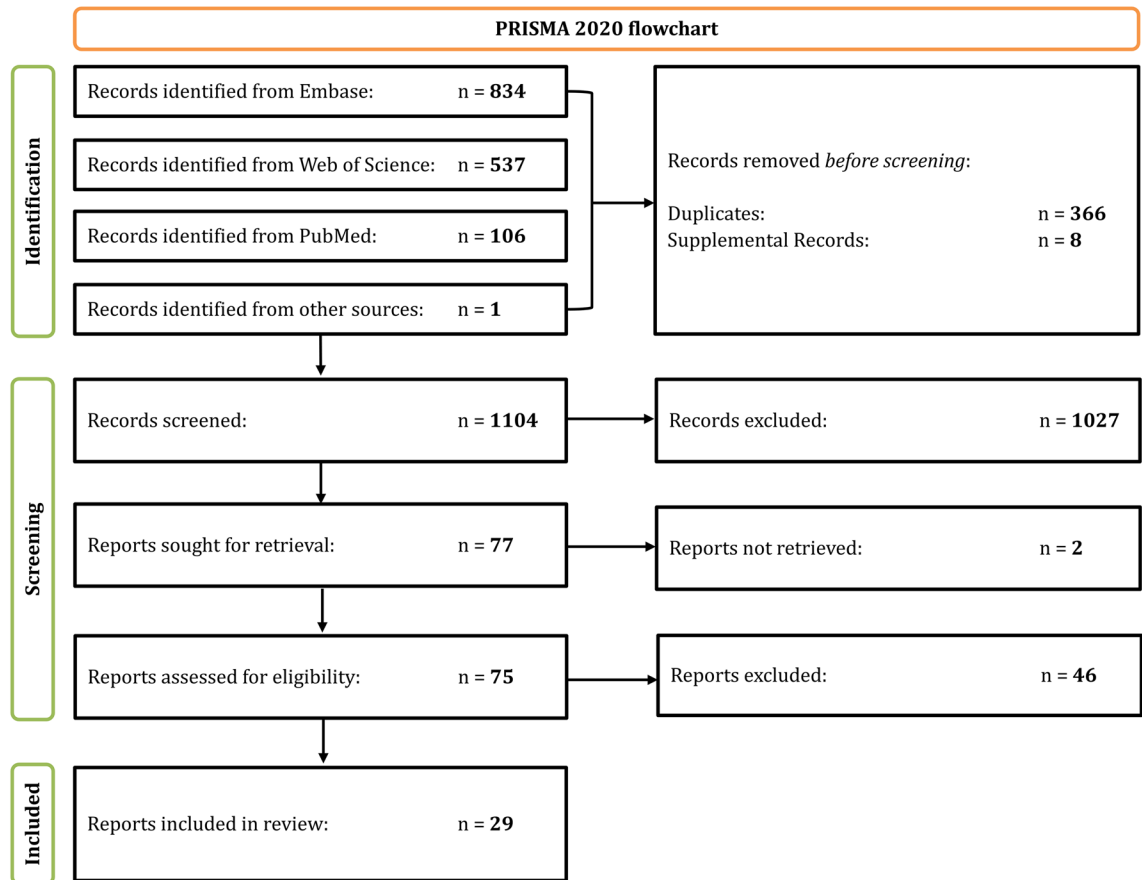 PRISMA 2020 flowchart
Identification
Records identified from Embase: n = 834
Records identified from Web of Science: n = 537
Records identified from PubMed: n = 106
Records identified from other sources: n = 1
Records removed before screening:
Duplicates: n = 366
Supplemental Records: n = 8
Screening
Records screened: n = 1104
Records excluded: n = 1027
Reports sought for retrieval: n = 77
Reports not retrieved: n = 2
Reports assessed for eligibility: n = 75
Reports excluded: n = 46
Included
Reports included in review: n = 29